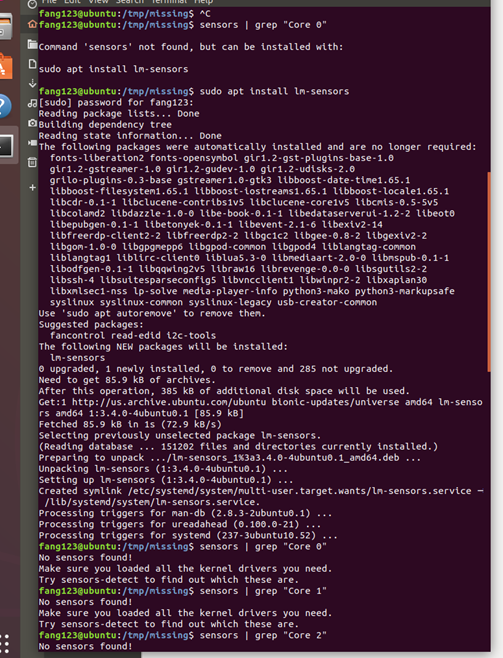 File Edit View Search Terminal Help
fang123@ubuntu:/tmp/missing$ ^C
fang123@ubuntu:/tmp/missing$ sensors | grep "Core 0"

Command 'sensors' not found, but can be installed with:

sudo apt install lm-sensors

fang123@ubuntu:/tmp/missing$ sudo apt install lm-sensors
[sudo] password for fang123:
Reading package lists... Done
Building dependency tree
Reading state information... Done
The following packages were automatically installed and are no longer required:
  fonts-liberation2 fonts-opensymbol gir1.2-gst-plugins-base-1.0
  gir1.2-gstreamer-1.0 gir1.2-gudev-1.0 gir1.2-udisks-2.0
  grilo-plugins-0.3-base gstreamer1.0-gtk3 libboost-date-time1.65.1
  libboost-filesystem1.65.1 libboost-iostreams1.65.1 libboost-locale1.65.1
  libcdr-0.1-1 libclucene-contribs1v5 libclucene-core1v5 libcmis-0.5-5v5
  libcolamd2 libdazzle-1.0-0 libe-book-0.1-1 libedataserverui-1.2-2 libeot0
  libepubgen-0.1-1 libetonyek-0.1-1 libevent-2.1-6 libexiv2-14
  libfreerdp-client2-2 libfreerdp2-2 libgc1c2 libgee-0.8-2 libgexiv2-2
  libgom-1.0-0 libgpgmepp6 libgpod-common libgpod4 liblangtag-common
  liblangtag1 liblirc-client0 liblua5.3-0 libmediaart-2.0-0 libmspub-0.1-1
  libodfgen-0.1-1 libqqwing2v5 libraw16 librevenge-0.0-0 libsgutils2-2
  libssh-4 libsuitesparseconfig5 libvncclient1 libwinpr2-2 libxapian30
  libxmlsec1-nss lp-solve media-player-info python3-mako python3-markupsafe
  syslinux syslinux-common syslinux-legacy usb-creator-common
Use 'sudo apt autoremove' to remove them.
Suggested packages:
  fancontrol read-edid i2c-tools
The following NEW packages will be installed:
  lm-sensors
0 upgraded, 1 newly installed, 0 to remove and 285 not upgraded.
Need to get 85.9 kB of archives.
After this operation, 385 kB of additional disk space will be used.
Get:1 http://us.archive.ubuntu.com/ubuntu bionic-updates/universe amd64 lm-senso
rs amd64 1:3.4.0-4ubuntu0.1 [85.9 kB]
Fetched 85.9 kB in 1s (72.9 kB/s)
Selecting previously unselected package lm-sensors.
(Reading database ... 151202 files and directories currently installed.)
Preparing to unpack .../lm-sensors_1%3a3.4.0-4ubuntu0.1_amd64.deb ...
Unpacking lm-sensors (1:3.4.0-4ubuntu0.1) ...
Setting up lm-sensors (1:3.4.0-4ubuntu0.1) ...
Created symlink /etc/systemd/system/multi-user.target.wants/lm-sensors.service →
 /lib/systemd/system/lm-sensors.service.
Processing triggers for man-db (2.8.3-2ubuntu0.1) ...
Processing triggers for ureadahead (0.100.0-21) ...
Processing triggers for systemd (237-3ubuntu10.52) ...
fang123@ubuntu:/tmp/missing$ sensors | grep "Core 0"
No sensors found!
Make sure you loaded all the kernel drivers you need.
Try sensors-detect to find out which these are.
fang123@ubuntu:/tmp/missing$ sensors | grep "Core 1"
No sensors found!
Make sure you loaded all the kernel drivers you need.
Try sensors-detect to find out which these are.
fang123@ubuntu:/tmp/missing$ sensors | grep "Core 2"
No sensors found!